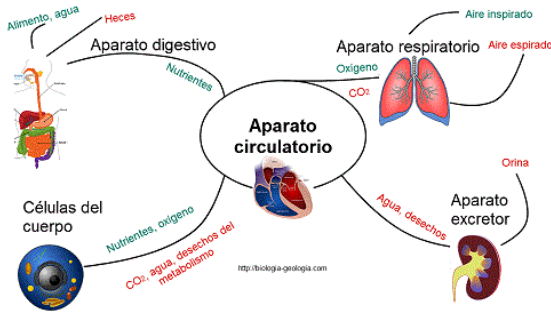 Alimento, agua
Heces
Aparato digestivo
Nutrientes
Aire inspirado
Aparato respiratorio
Aire espirado
Oxígeno
CO2
Aparato
circulatorio
Orina
Células del
cuerpo
Nutrientes, oxígeno
CO2, agua, desechos del
metabolismo
Agua, desechos
Aparato
excretor
http://biologia-geologia.com